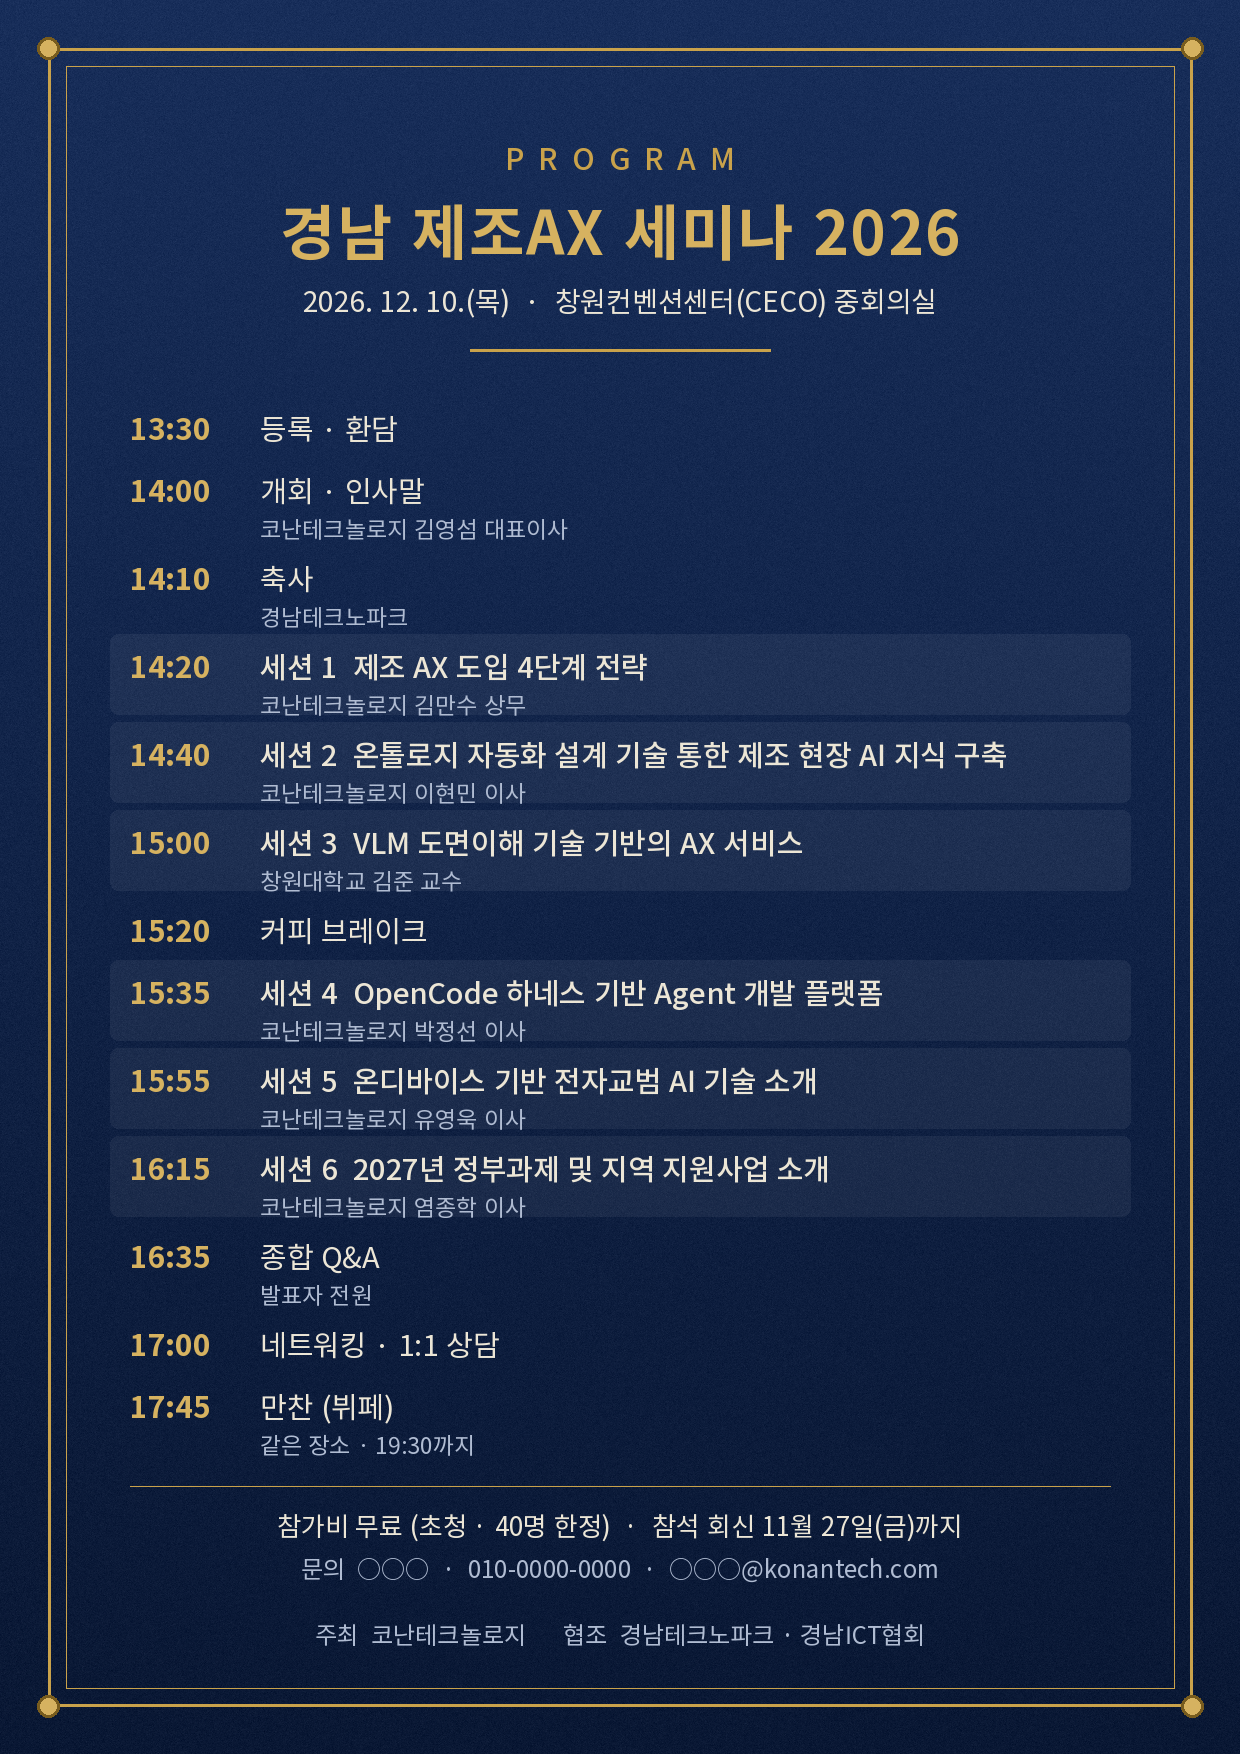 PROGRAM
경남 제조AX 세미나 2026
2026. 12. 10.(목) · 창원컨벤션센터(CECO) 중회의실
13:30 등록 · 환담
14:00 개회 · 인사말
코난테크놀로지 김영섬 대표이사
14:10 축사
경남테크노파크
14:20 세션 1 제조 AX 도입 4단계 전략
코난테크놀로지 김만수 상무
14:40 세션 2 온톨로지 자동화 설계 기술 통한 제조 현장 AI 지식 구축
코난테크놀로지 이현민 이사
15:00 세션 3 VLM 도면이해 기술 기반의 AX 서비스
창원대학교 김준 교수
15:20 커피 브레이크
15:35 세션 4 OpenCode 하네스 기반 Agent 개발 플랫폼
코난테크놀로지 박정선 이사
15:55 세션 5 온디바이스 기반 전자교범 AI 기술 소개
코난테크놀로지 유영욱 이사
16:15 세션 6 2027년 정부과제 및 지역 지원사업 소개
코난테크놀로지 염종학 이사
16:35 종합 Q&A
발표자 전원
17:00 네트워킹 · 1:1 상담
17:45 만찬 (뷔페)
같은 장소 · 19:30까지
참가비 무료 (초청 · 40명 한정) · 참석 회신 11월 27일(금)까지
문의 ○○○ · 010-0000-0000 · ○○○@konantech.com
주최 코난테크놀로지 협조 경남테크노파크 · 경남ICT협회